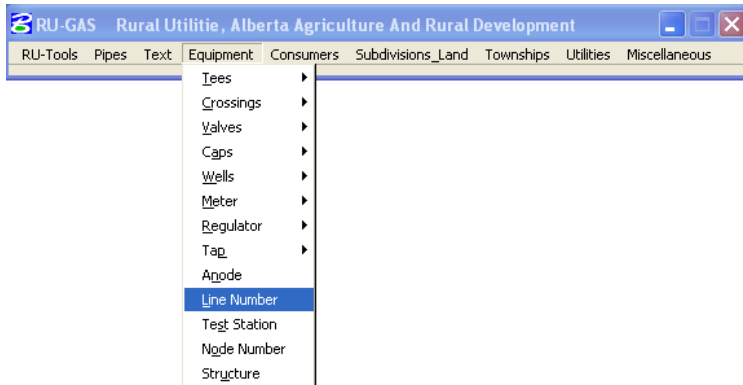 RU-GAS Rural Utilitie, Alberta Agriculture And Rural Development
RU-Tools Pipes Text Equipment Consumers Subdivisions_Land Townships Utilities Miscellaneous
Tees
Crossings
Valves
Caps
Wells
Meter
Regulator
Tap
Anode
Line Number
Test Station
Node Number
Structure